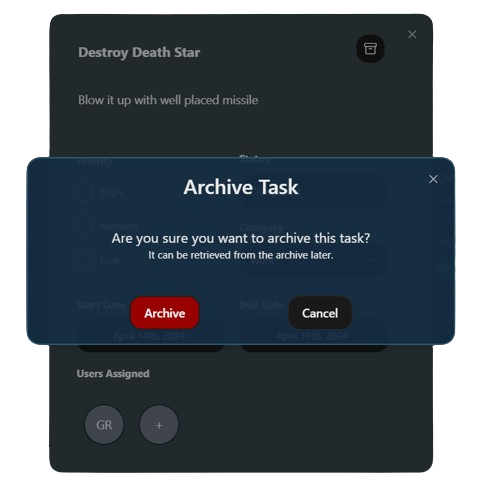 Destroy Death Star
Blow it up with well placed missile
Priority
High
Medium
Low
Category
Archive Task
Are you sure you want to archive this task?
It can be retrieved from the archive later.
Start Date
Due Date
Archive
Cancel
April 14th, 2024
April 19th, 2024
Users Assigned
GR
+